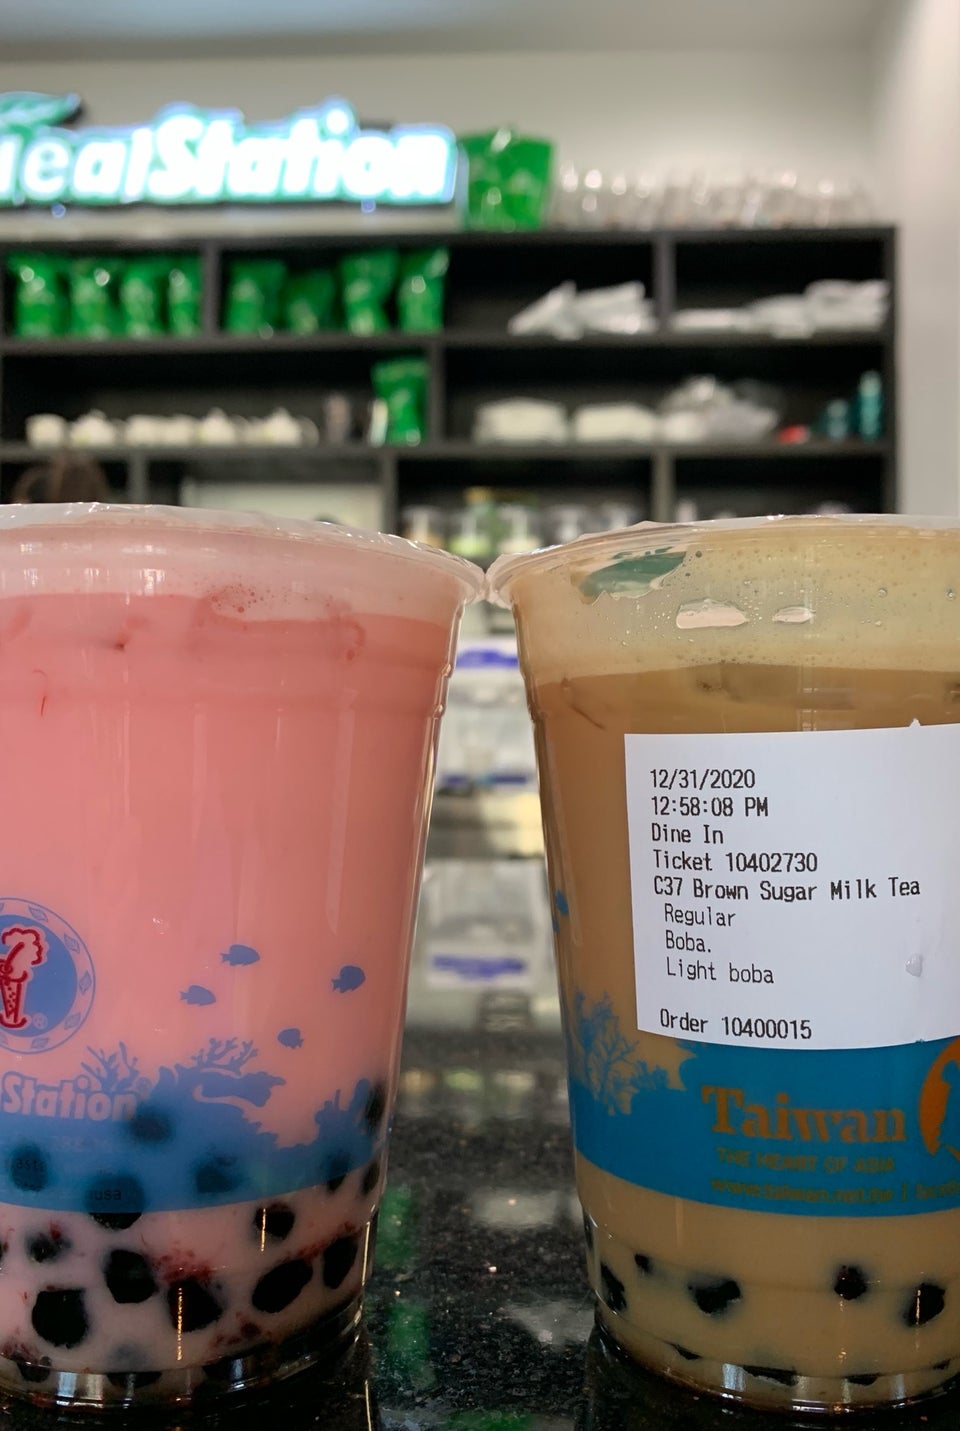 Station
12/31/2020
12:58:08 PM
Dine In
Ticket 10402730
C37 Brown Sugar Milk Tea
Regular
Boba.
Light boba
Order 10400015
Station
Taiwan
THE HEART OF ASIA